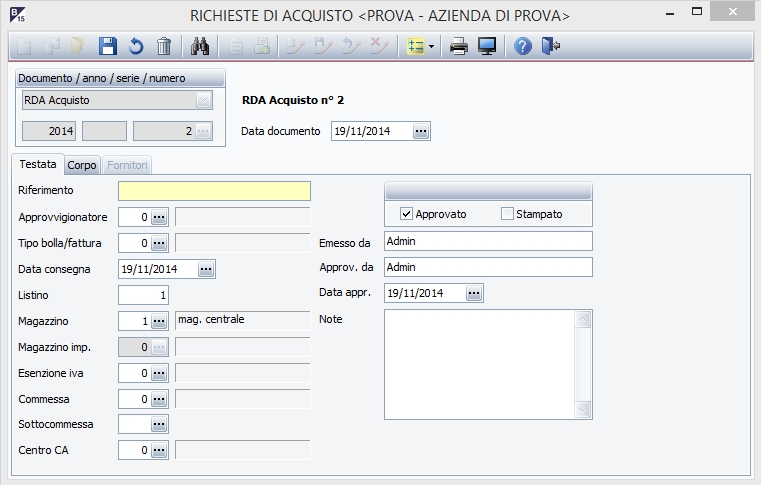 B
15
RICHIESTE DI ACQUISTO <PROVA - AZIENDA DI PROVA>
Documento / anno / serie / numero
RDA Acquisto
2014 2
RDA Acquisto n° 2
Data documento 19/11/2014
Testata Corpo Fornitori
Riferimento
Approvvigionatore 0
Tipo bolla/fattura 0
Data consegna 19/11/2014
Listino 1
Magazzino 1 mag. centrale
Magazzino imp. 0
Esenzione iva 0
Commessa 0
Sottocommessa
Centro CA 0
Approvato Stampato
Emesso da Admin
Approv. da Admin
Data appr. 19/11/2014
Note